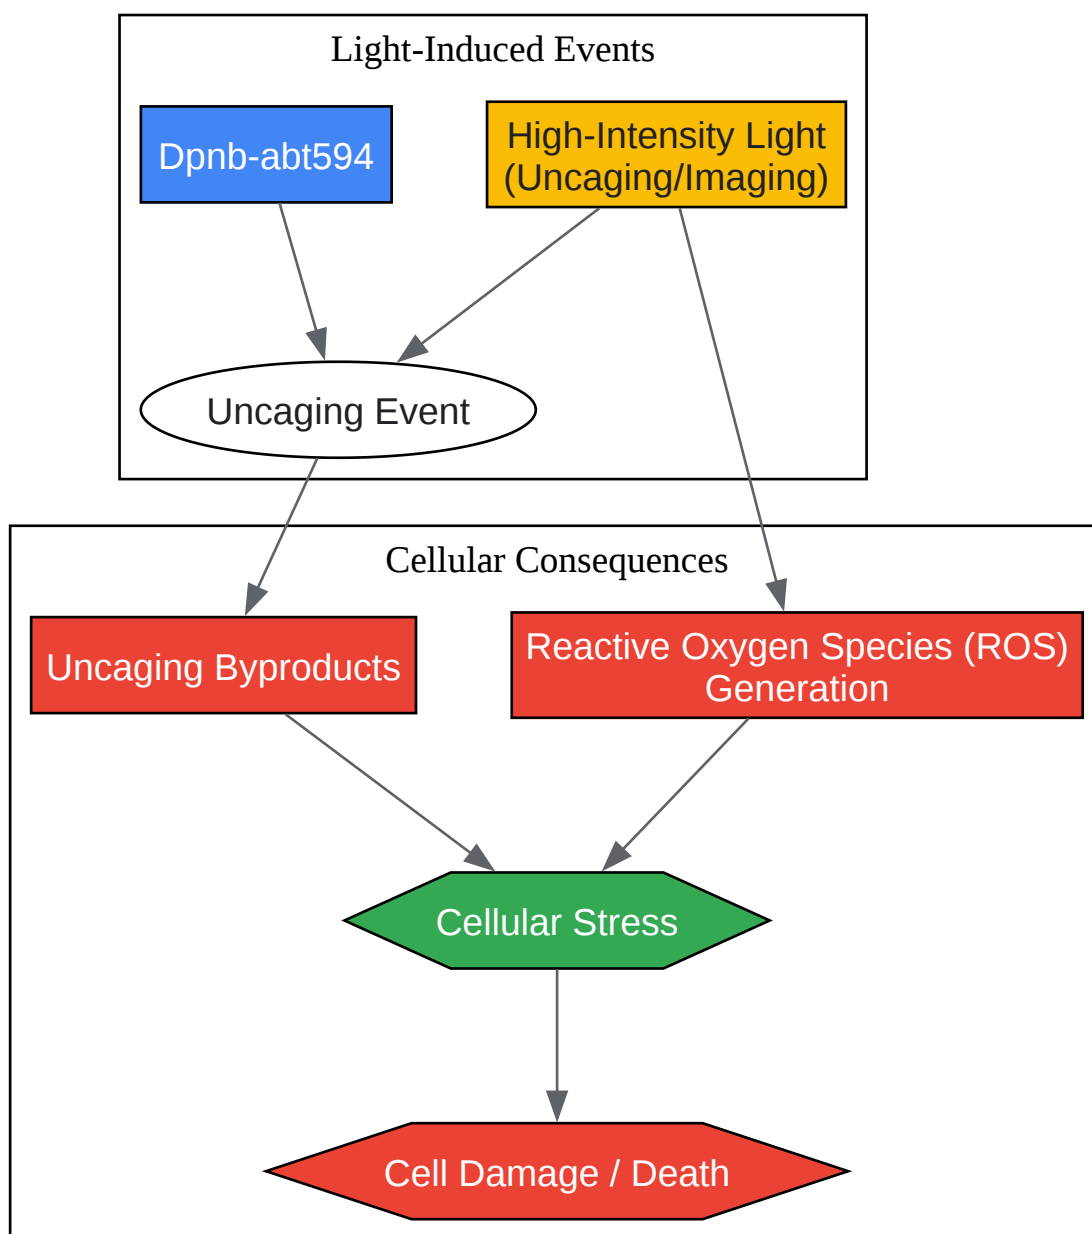 Light-Induced Events
Dpnb-abt594
High-Intensity Light
(Uncaging/Imaging)
Uncaging Event
Cellular Consequences
Uncaging Byproducts
Reactive Oxygen Species (ROS)
Generation
Cellular Stress
Cell Damage / Death